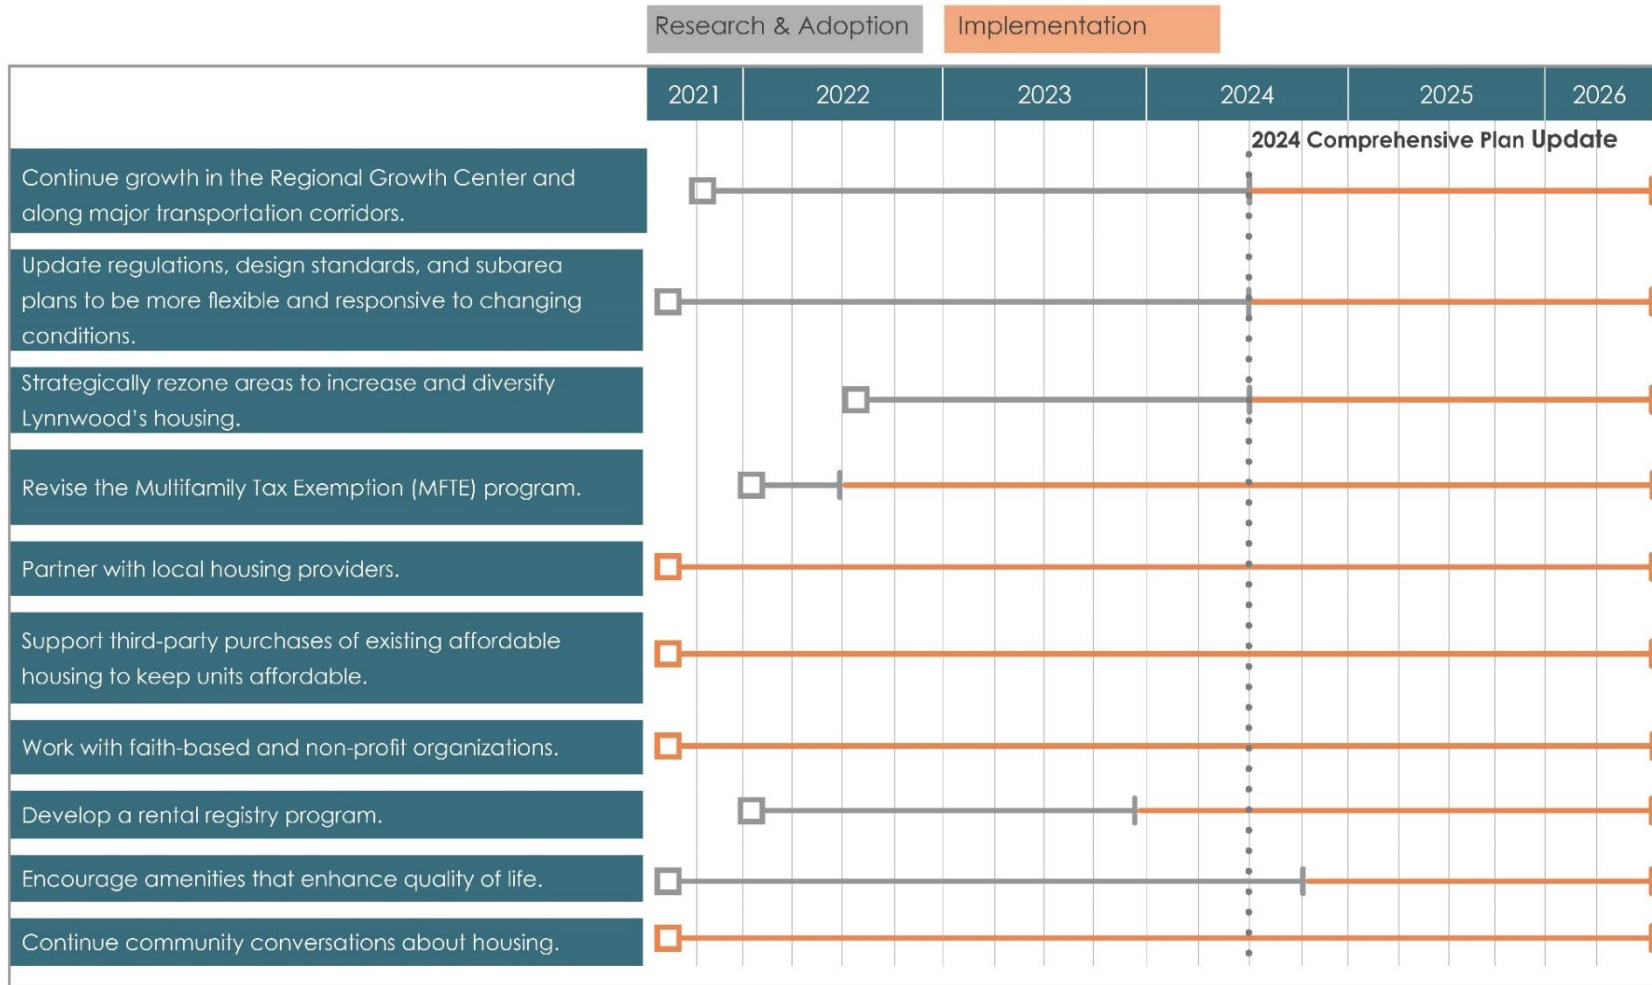 Research & Adoption
Implementation
2021 2022 2023 2024 2025 2026
2024 Comprehensive Plan Update
Continue growth in the Regional Growth Center and
along major transportation corridors.
Update regulations, design standards, and subarea
plans to be more flexible and responsive to changing
conditions.
Strategically rezone areas to increase and diversify
Lynnwood’s housing.
Revise the Multifamily Tax Exemption (MFTE) program.
Partner with local housing providers.
Support third-party purchases of existing affordable
housing to keep units affordable.
Work with faith-based and non-profit organizations.
Develop a rental registry program.
Encourage amenities that enhance quality of life.
Continue community conversations about housing.